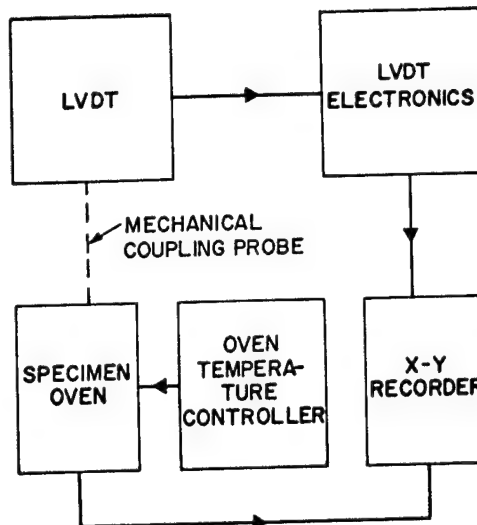 LVDT
LVDT
ELECTRONICS
MECHANICAL
COUPLING PROBE
SPECIMEN
OVEN
OVEN
TEMPERA-
TURE
CONTROLLER
X-Y
RECORDER